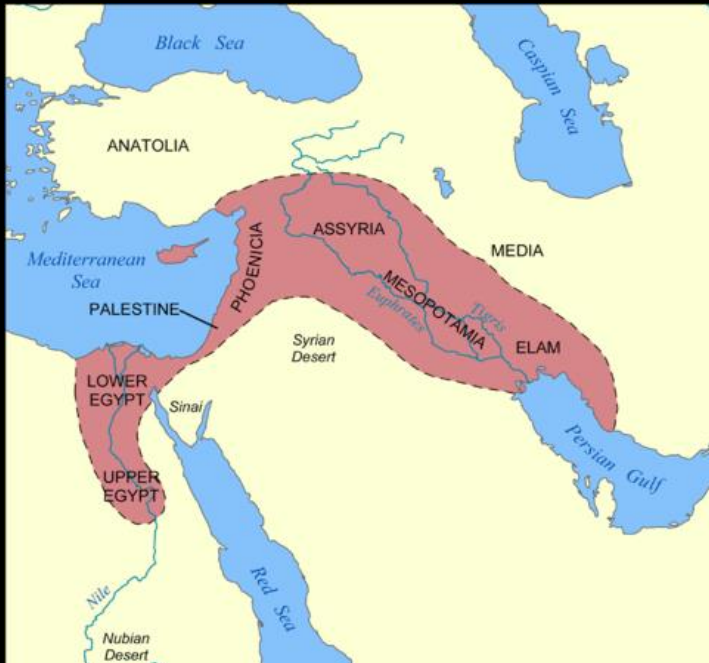 Black Sea
Caspian Sea
ANATOLIA
ASSYRIA
MEDIA
Mediterranean
Sea
PHOENICIA
MESOPOTAMIA
Euphrates
Tigris
PALESTINE
ELAM
Syrian
Desert
LOWER
EGYPT
Sinai
Persian Gulf
UPPER
EGYPT
Red Sea
Nile
Nubian
Desert